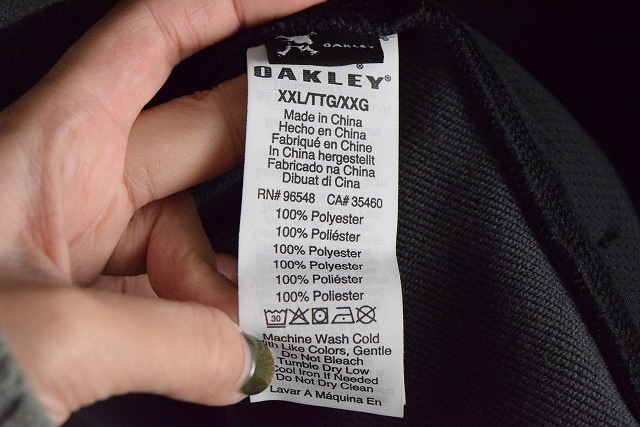 OAKLEY
OAKLEY
XXL/TTG/XXG
Made in China
Hecho en China
Fabriqué en Chine
In China hergestellt
Fabricado na China
Dibuat di Cina
RN# 96548 CA# 35460
100% Polyester
100% Poliéster
100% Polyester
100% Polyester
100% Poliéster
100% Poliester
30
Machine Wash Cold
Like Colors, Gentle
Do Not Bleach
Tumble Dry Low
Cool Iron If Needed
Do Not Dry Clean
Lavar A Máquina En